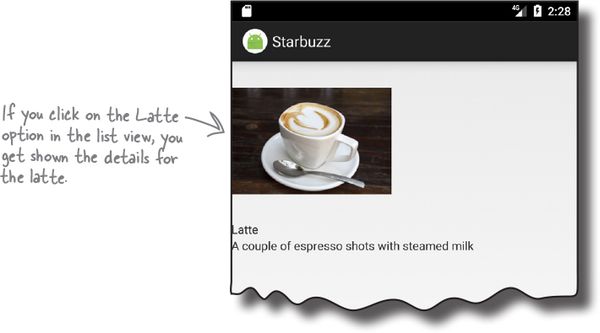 4G 2:28
Starbuzz
If you click on the Latte
option in the list view, you
get shown the details for
the latte.
Latte
A couple of espresso shots with steamed milk